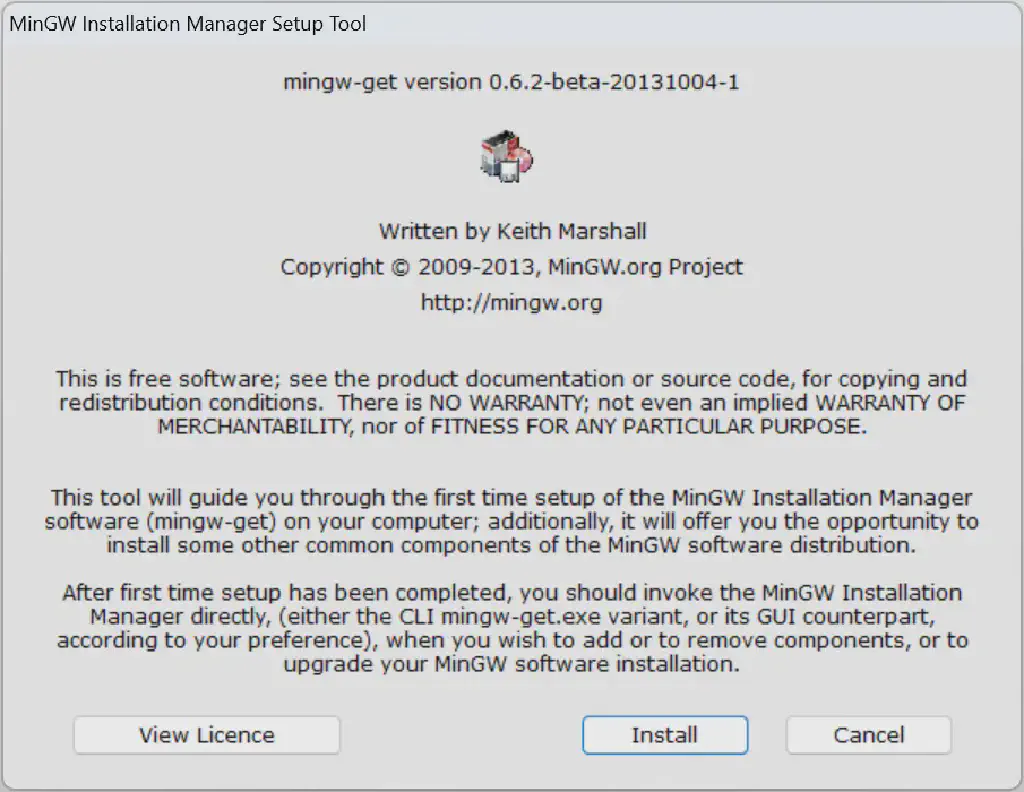 MinGW Installation Manager Setup Tool
mingw-get version 0.6.2-beta-20131004-1
Written by Keith Marshall
Copyright © 2009-2013, MinGW.org Project
http://mingw.org
This is free software; see the product documentation or source code, for copying and
redistribution conditions.  There is NO WARRANTY; not even an implied WARRANTY OF
MERCHANTABILITY, nor of FITNESS FOR ANY PARTICULAR PURPOSE.
This tool will guide you through the first time setup of the MinGW Installation Manager
software (mingw-get) on your computer; additionally, it will offer you the opportunity to
install some other common components of the MinGW software distribution.
After first time setup has been completed, you should invoke the MinGW Installation
Manager directly, (either the CLI mingw-get.exe variant, or its GUI counterpart,
according to your preference), when you wish to add or to remove components, or to
upgrade your MinGW software installation.
View Licence
Install
Cancel